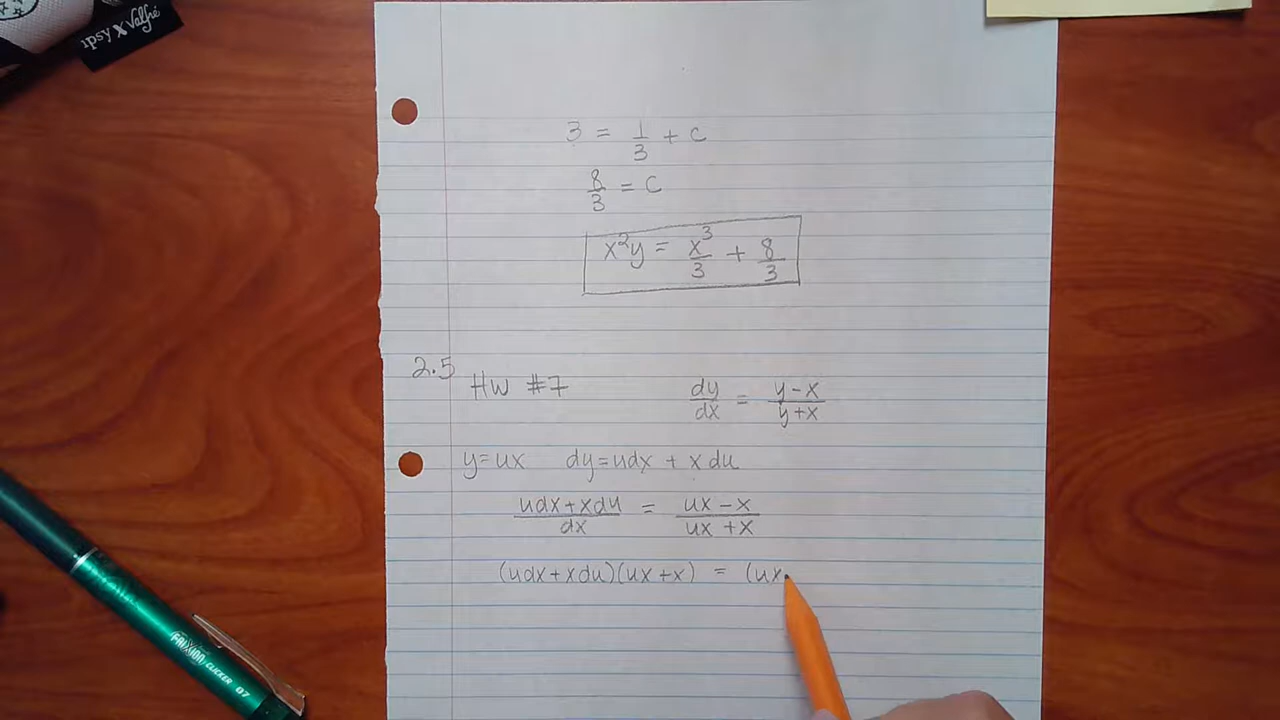 ipsy x Valfré
3 = 1/3 + C
8/3 = C
x²y = x³/3 + 8/3
2.5 HW #7 dy/dx = y-x/y+x
y=ux dy=udx + xdu
udx+xdu/dx = ux-x/ux+x
(udx+xdu)(ux+x) = (ux
FriXion CLICKER 07